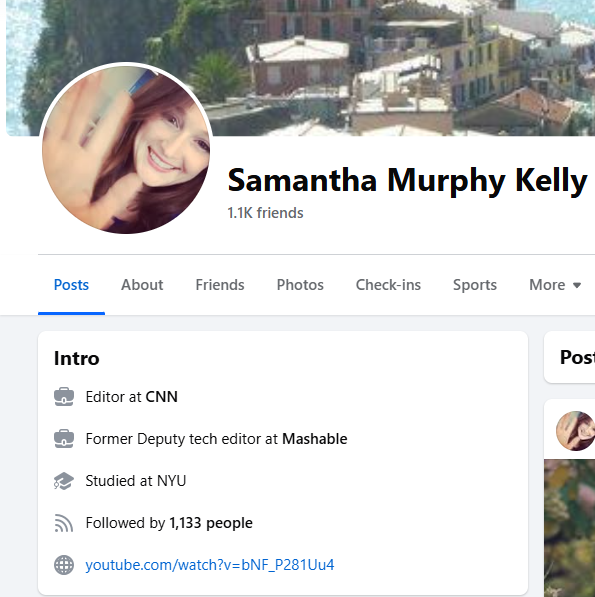 Samantha Murphy Kelly
1.1K friends
Posts About Friends Photos Check-ins Sports More
Intro
Post
Editor at CNN
Former Deputy tech editor at Mashable
Studied at NYU
Followed by 1,133 people
youtube.com/watch?v=bNF_P281Uu4